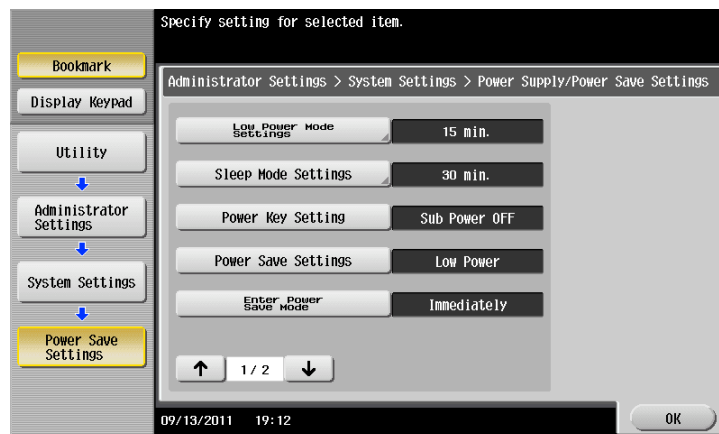 Specify setting for selected item.
Bookmark
Display Keypad
Utility
Administrator
Settings
System Settings
Power Save
Settings
Administrator Settings > System Settings > Power Supply/Power Save Settings
Low Power Mode
Settings
15 min.
Sleep Mode Settings
30 min.
Power Key Setting
Sub Power OFF
Power Save Settings
Low Power
Enter Power
Save Mode
Immediately
1/ 2
09/13/2011 19:12
OK